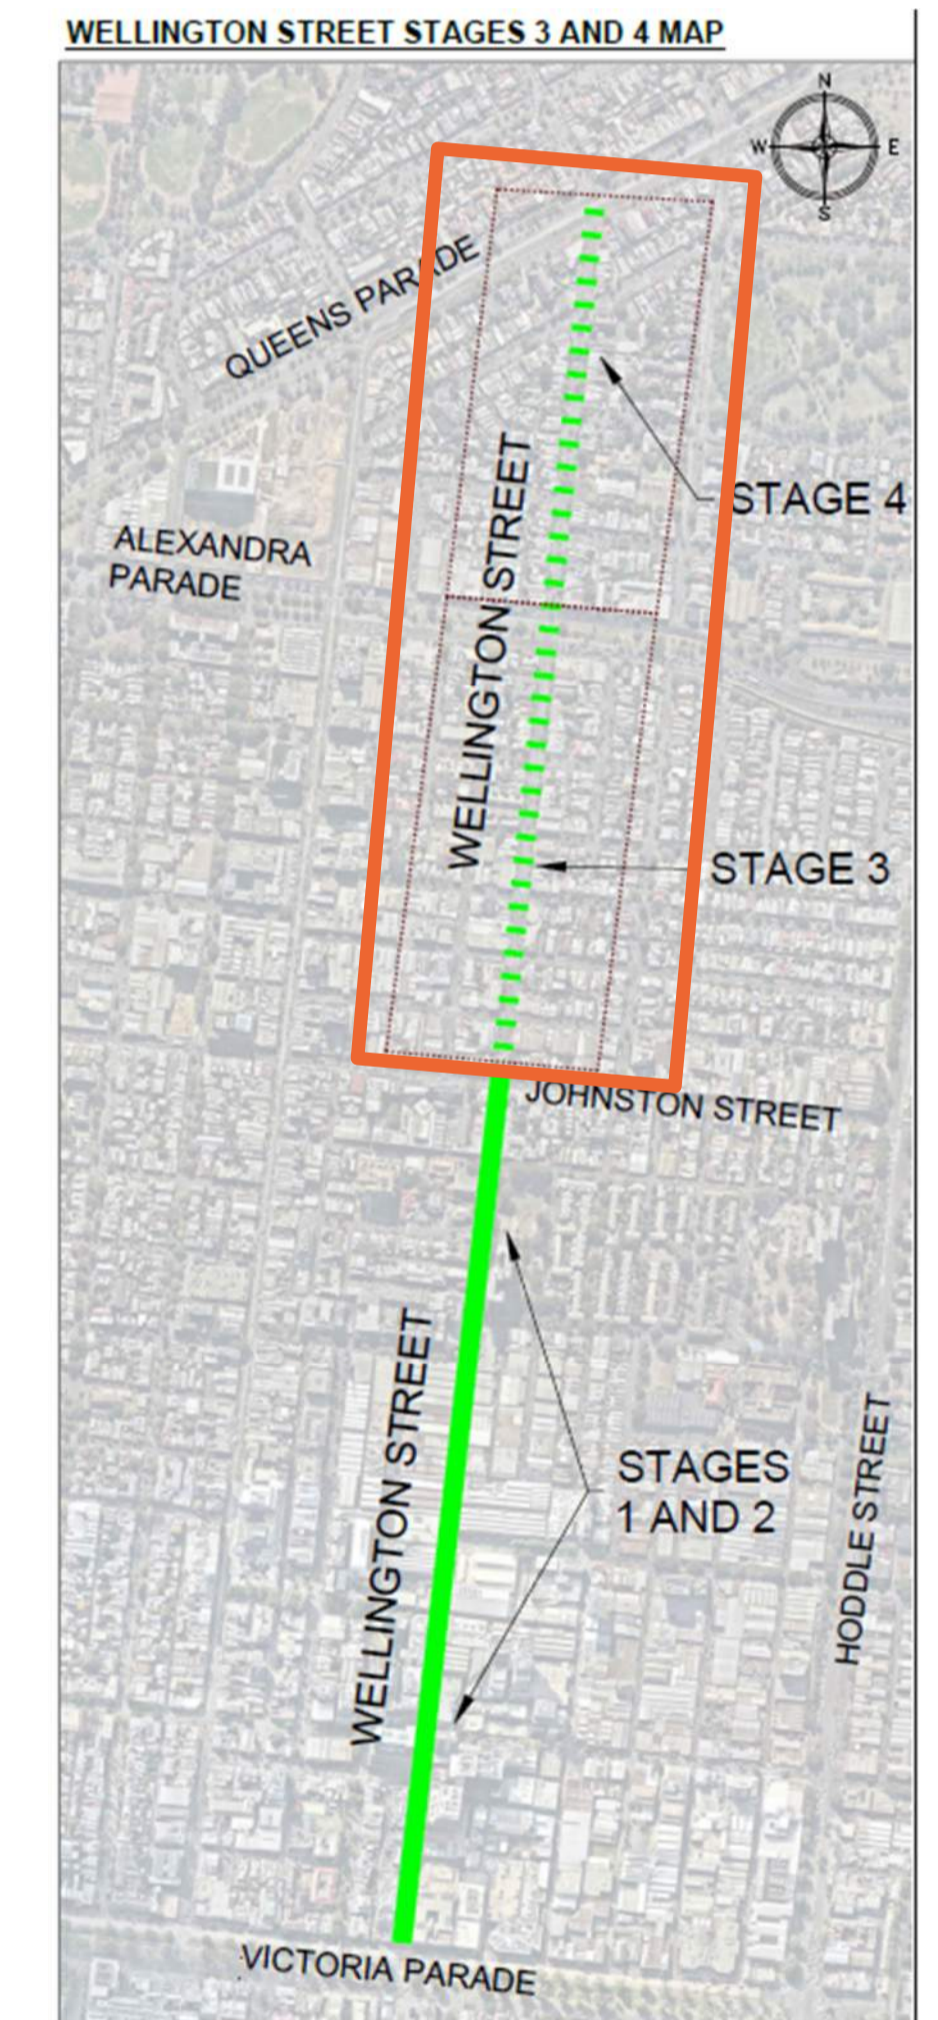 WELLINGTON STREET STAGES 3 AND 4 MAP
N
W
E
S
QUEENS PARADE
STAGE 4
WELLINGTON STREET
ALEXANDRA
PARADE
STAGE 3
JOHNSTON STREET
WELLINGTON STREET
STAGES
1 AND 2
HODDLE STREET
VICTORIA PARADE